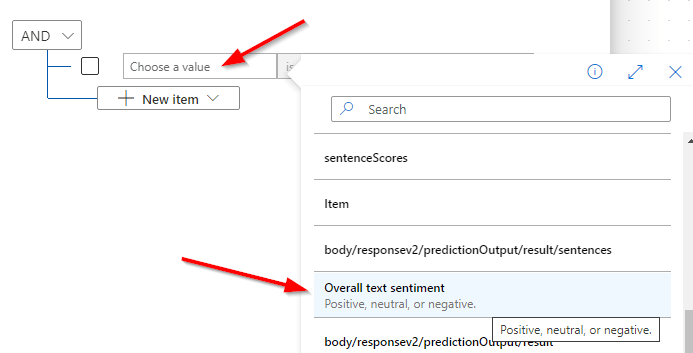 AND
Choose a value
is
New item
Search
sentenceScores
Item
body/responsev2/predictionOutput/result/sentences
Overall text sentiment
Positive, neutral, or negative.
Positive, neutral, or negative.
body/responsev2/predictionOutput/result